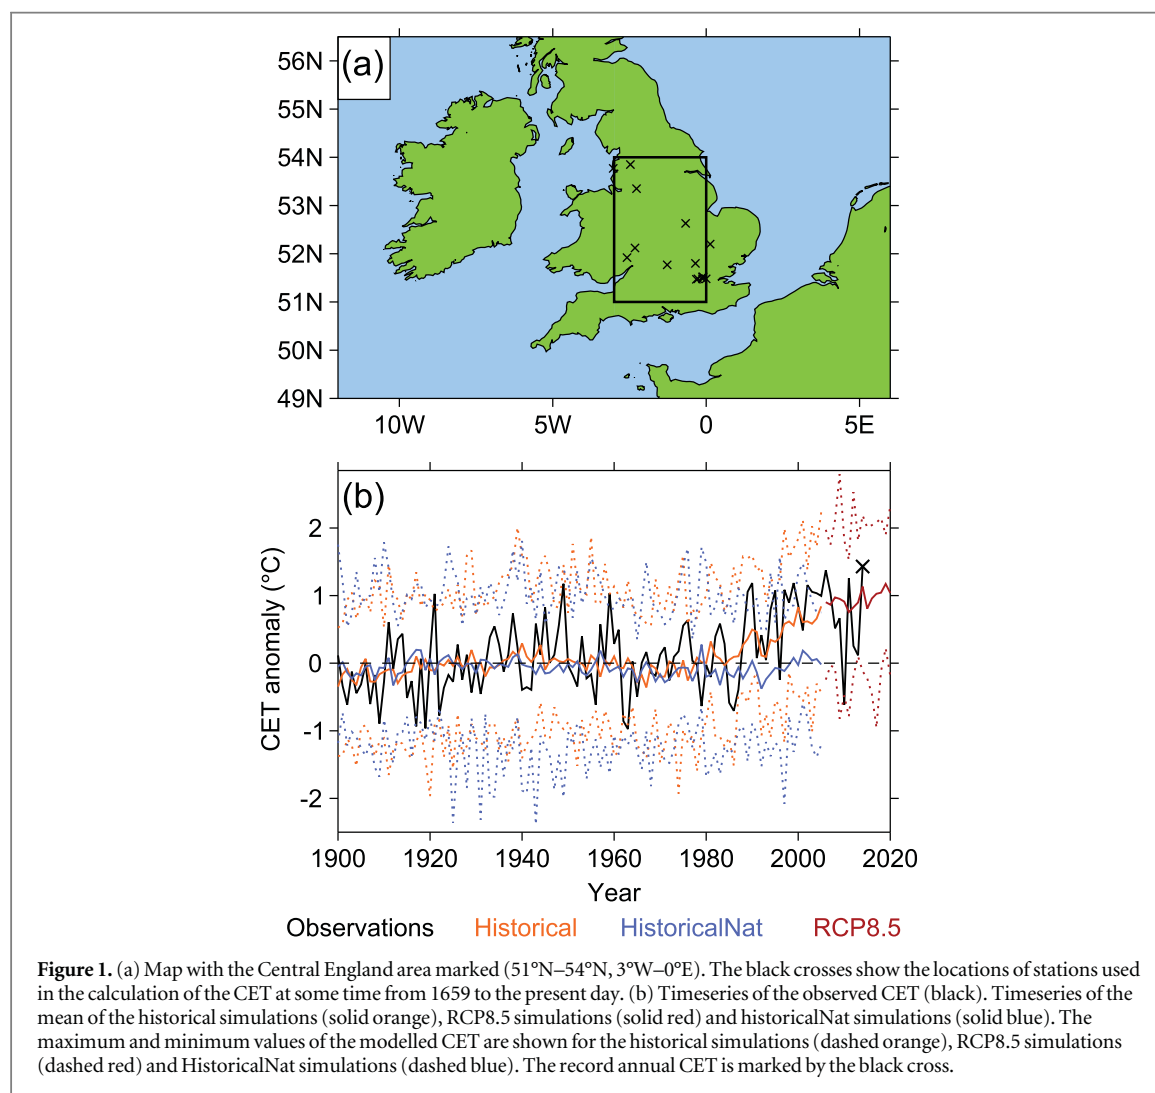 (a)
56N
55N
54N
53N
52N
51N
50N
49N
10W 5W 0 5E
(b)
2
1
0
-1
-2
CET anomaly (°C)
1900 1920 1940 1960 1980 2000 2020
Year
Observations Historical HistoricalNat RCP8.5
Figure 1. (a) Map with the Central England area marked (51°N–54°N, 3°W–0°E). The black crosses show the locations of stations used
in the calculation of the CET at some time from 1659 to the present day. (b) Timeseries of the observed CET (black). Timeseries of the
mean of the historical simulations (solid orange), RCP8.5 simulations (solid red) and historicalNat simulations (solid blue). The
maximum and minimum values of the modelled CET are shown for the historical simulations (dashed orange), RCP8.5 simulations
(dashed red) and HistoricalNat simulations (dashed blue). The record annual CET is marked by the black cross.